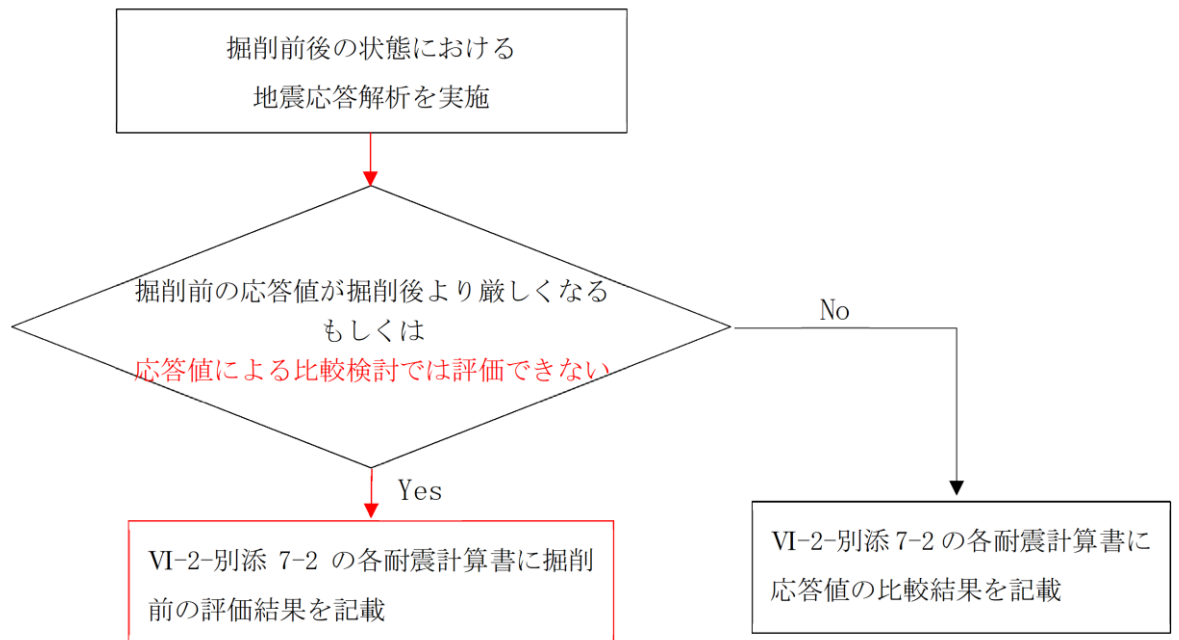 掘削前後の状態における
地震応答解析を実施
掘削前の応答値が掘削後より厳しくなる
もしくは
応答値による比較検討では評価できない
No
Yes
Ⅵ-2-別添 7-2 の各耐震計算書に掘削
前の評価結果を記載
Ⅵ-2-別添 7-2 の各耐震計算書に
応答値の比較結果を記載